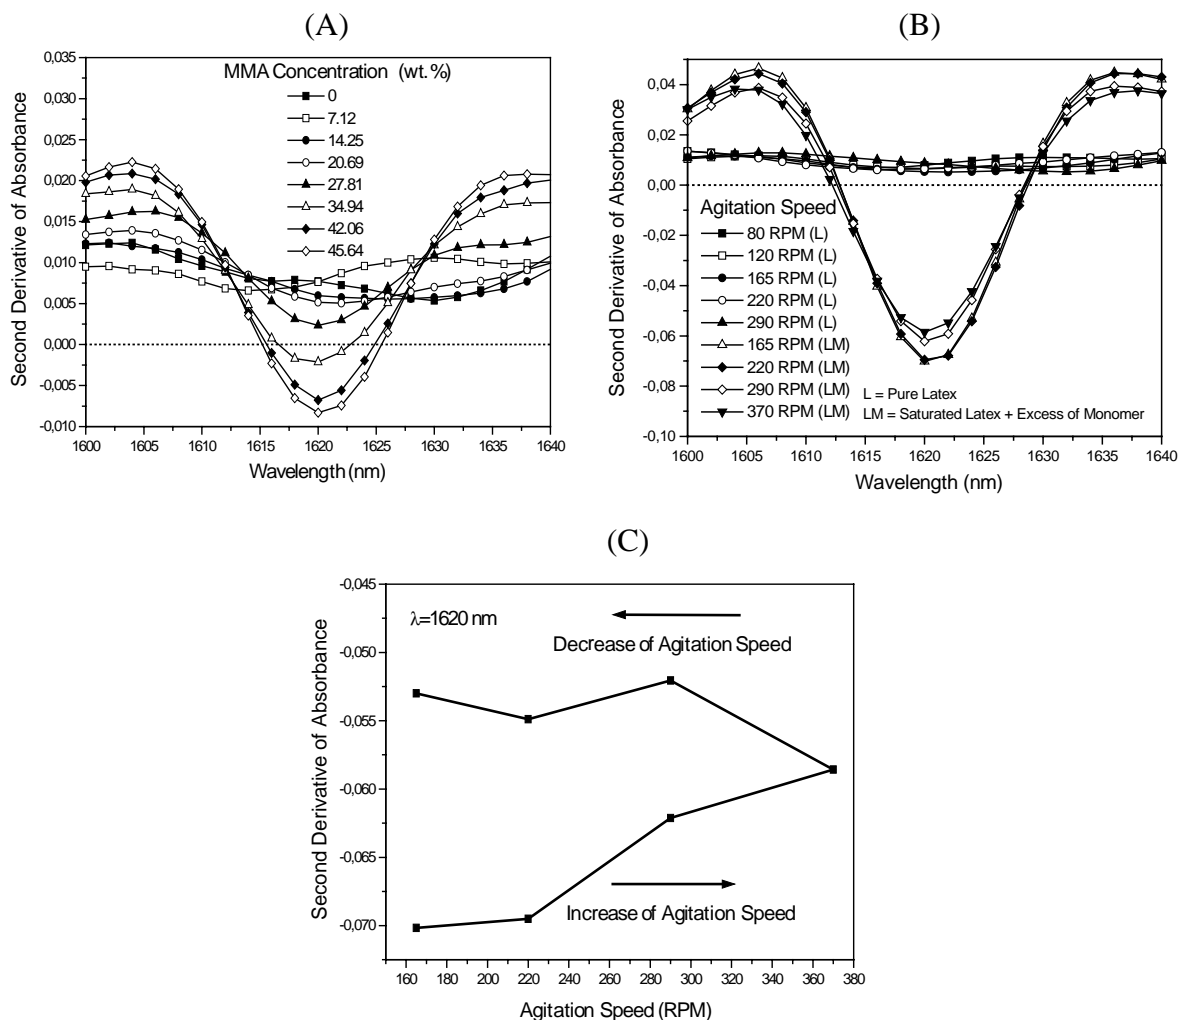 (A)
0,035
0,030
0,025
0,020
0,015
0,010
0,005
0,000
-0,005
-0,010
Second Derivative of Absorbance
MMA Concentration (wt.%)
0
7.12
14.25
20.69
27.81
34.94
42.06
45.64
1600 1605 1610 1616 1620 1625 1630 1636 1640
Wavelength (nm)
(B)
0,04
0,02
0,00
-0,02
-0,04
-0,06
-0,08
-0,10
Second Derivative of Absorbance
Agitation Speed
80 RPM (L)
120 RPM (L)
165 RPM (L)
220 RPM (L)
290 RPM (L)
165 RPM (LM)
220 RPM (LM)
290 RPM (LM)
370 RPM (LM)
L = Pure Latex
LM = Saturated Latex + Excess of Monomer
1600 1605 1610 1615 1620 1625 1630 1636 1640
Wavelength (nm)
(C)
-0,045
-0,050
-0,055
-0,060
-0,065
-0,070
Second Derivative of Absorbance
λ=1620 nm
Decrease of Agitation Speed
Increase of Agitation Speed
160 180 200 220 240 260 280 300 320 340 360 380
Agitation Speed (RPM)